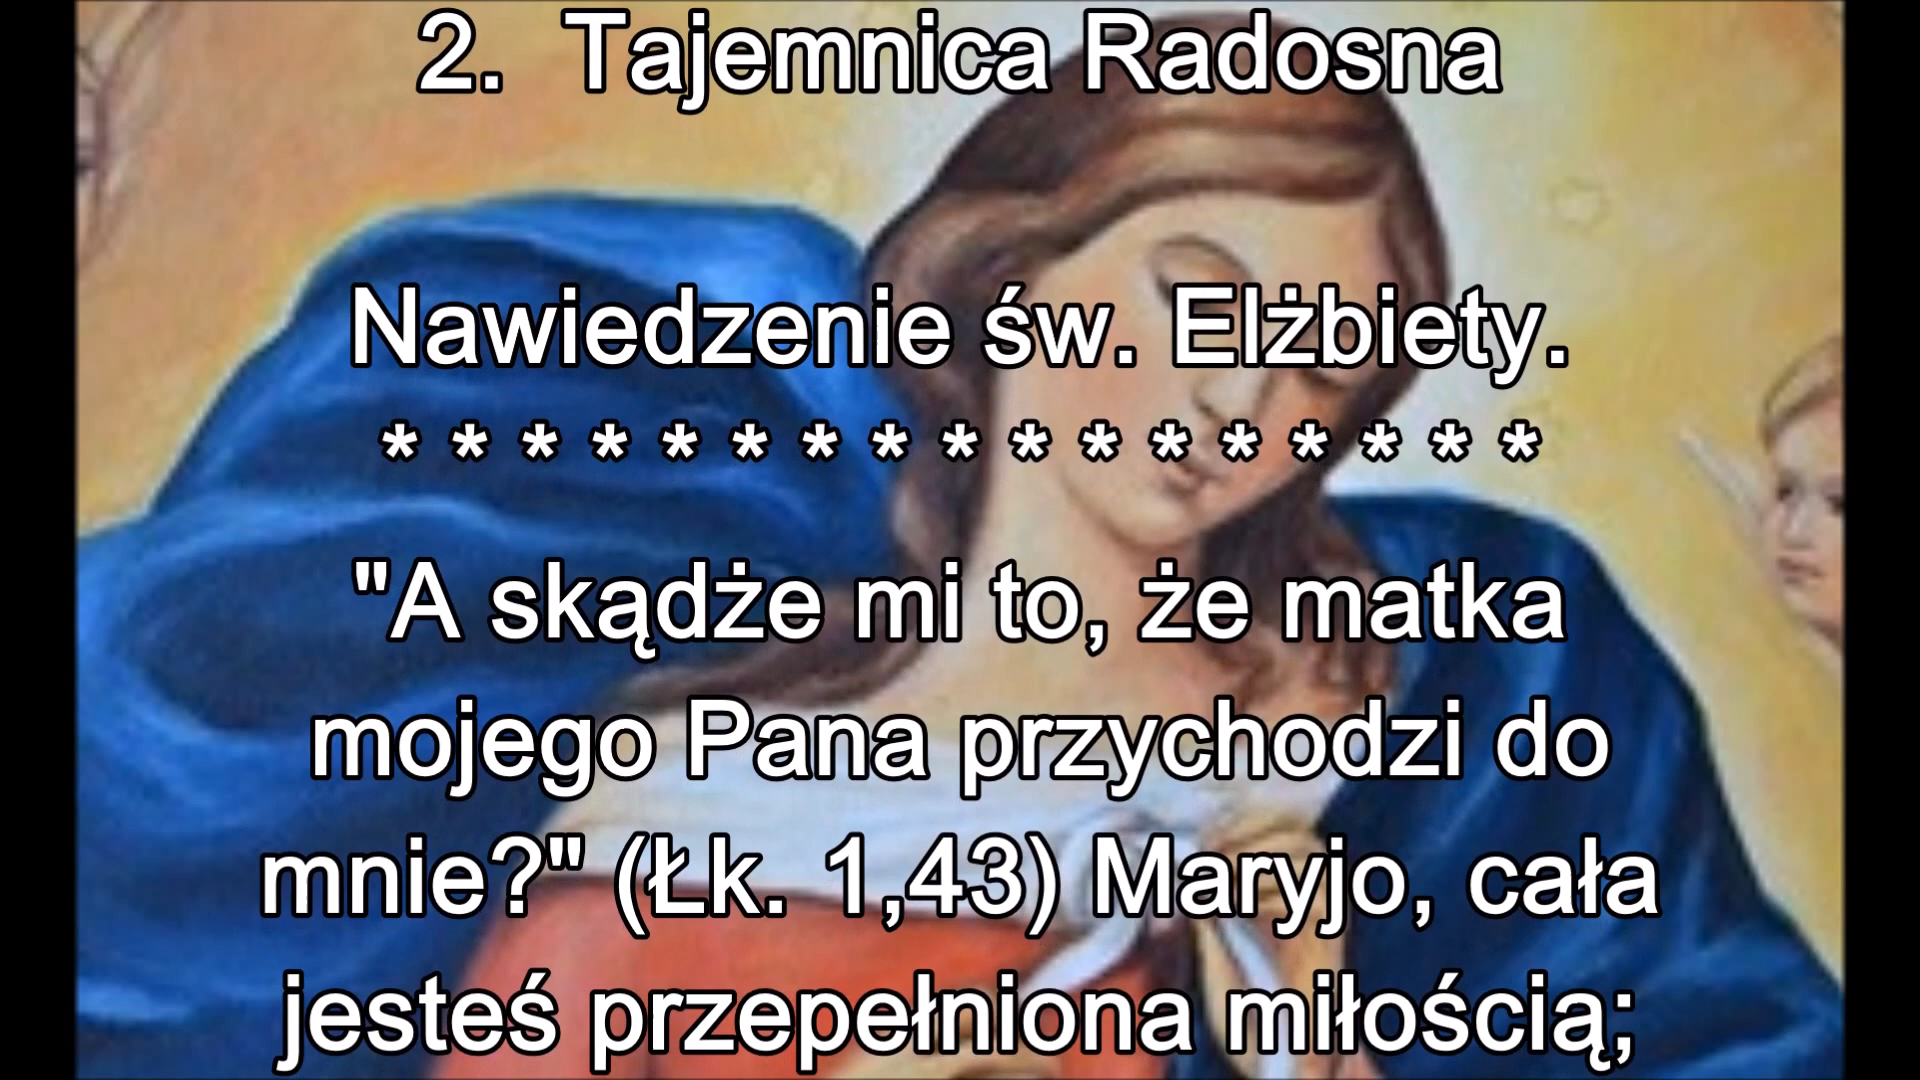 2. Tajemnica Radosna
Nawiedzenie św. Elżbiety.
* * * * * * * * * * * * * * * * *
"A skądże mi to, że matka
mojego Pana przychodzi do
mnie?" (Łk. 1,43) Maryjo, cała
jesteś przepełniona miłością;